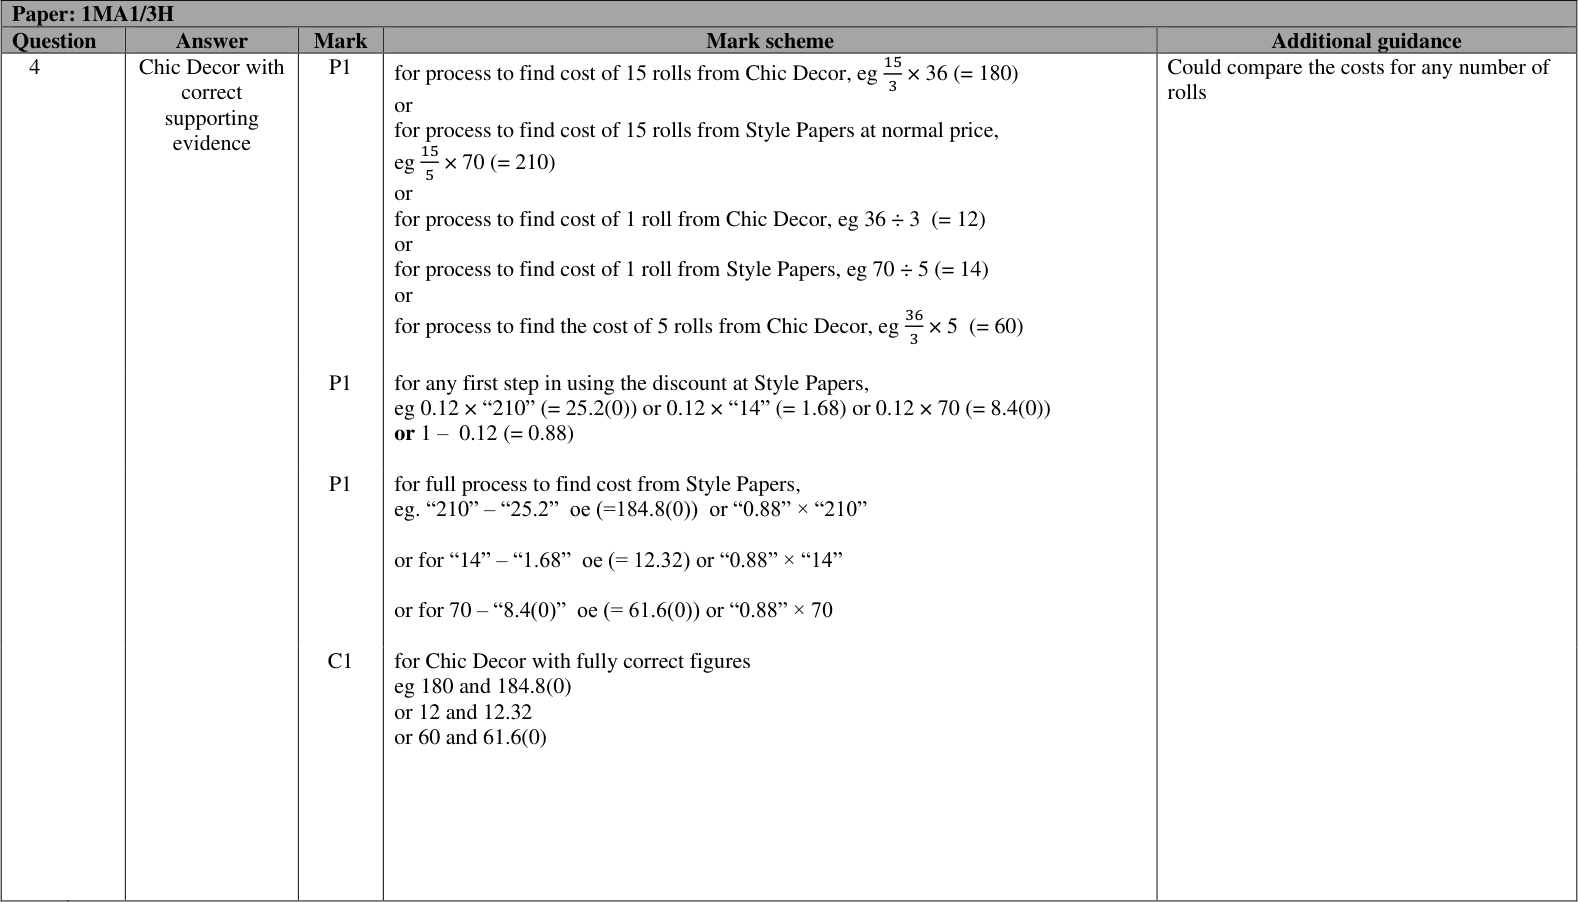 Paper: 1MA1/3H
Question Answer Mark Mark scheme Additional guidance
4
Chic Decor with
correct
supporting
evidence
P1
for process to find cost of 15 rolls from Chic Decor, eg 15/3 × 36 (= 180)
or
for process to find cost of 15 rolls from Style Papers at normal price,
eg 15/5 × 70 (= 210)
or
for process to find cost of 1 roll from Chic Decor, eg 36 ÷ 3 (= 12)
or
for process to find cost of 1 roll from Style Papers, eg 70 ÷ 5 (= 14)
or
for process to find the cost of 5 rolls from Chic Decor, eg 36/3 × 5 (= 60)
Could compare the costs for any number of
rolls
P1
for any first step in using the discount at Style Papers,
eg 0.12 × “210” (= 25.2(0)) or 0.12 × “14” (= 1.68) or 0.12 × 70 (= 8.4(0))
or 1 – 0.12 (= 0.88)
P1
for full process to find cost from Style Papers,
eg. “210” – “25.2” oe (=184.8(0)) or “0.88” × “210”
or for “14” – “1.68” oe (= 12.32) or “0.88” × “14”
or for 70 – “8.4(0)” oe (= 61.6(0)) or “0.88” × 70
C1
for Chic Decor with fully correct figures
eg 180 and 184.8(0)
or 12 and 12.32
or 60 and 61.6(0)